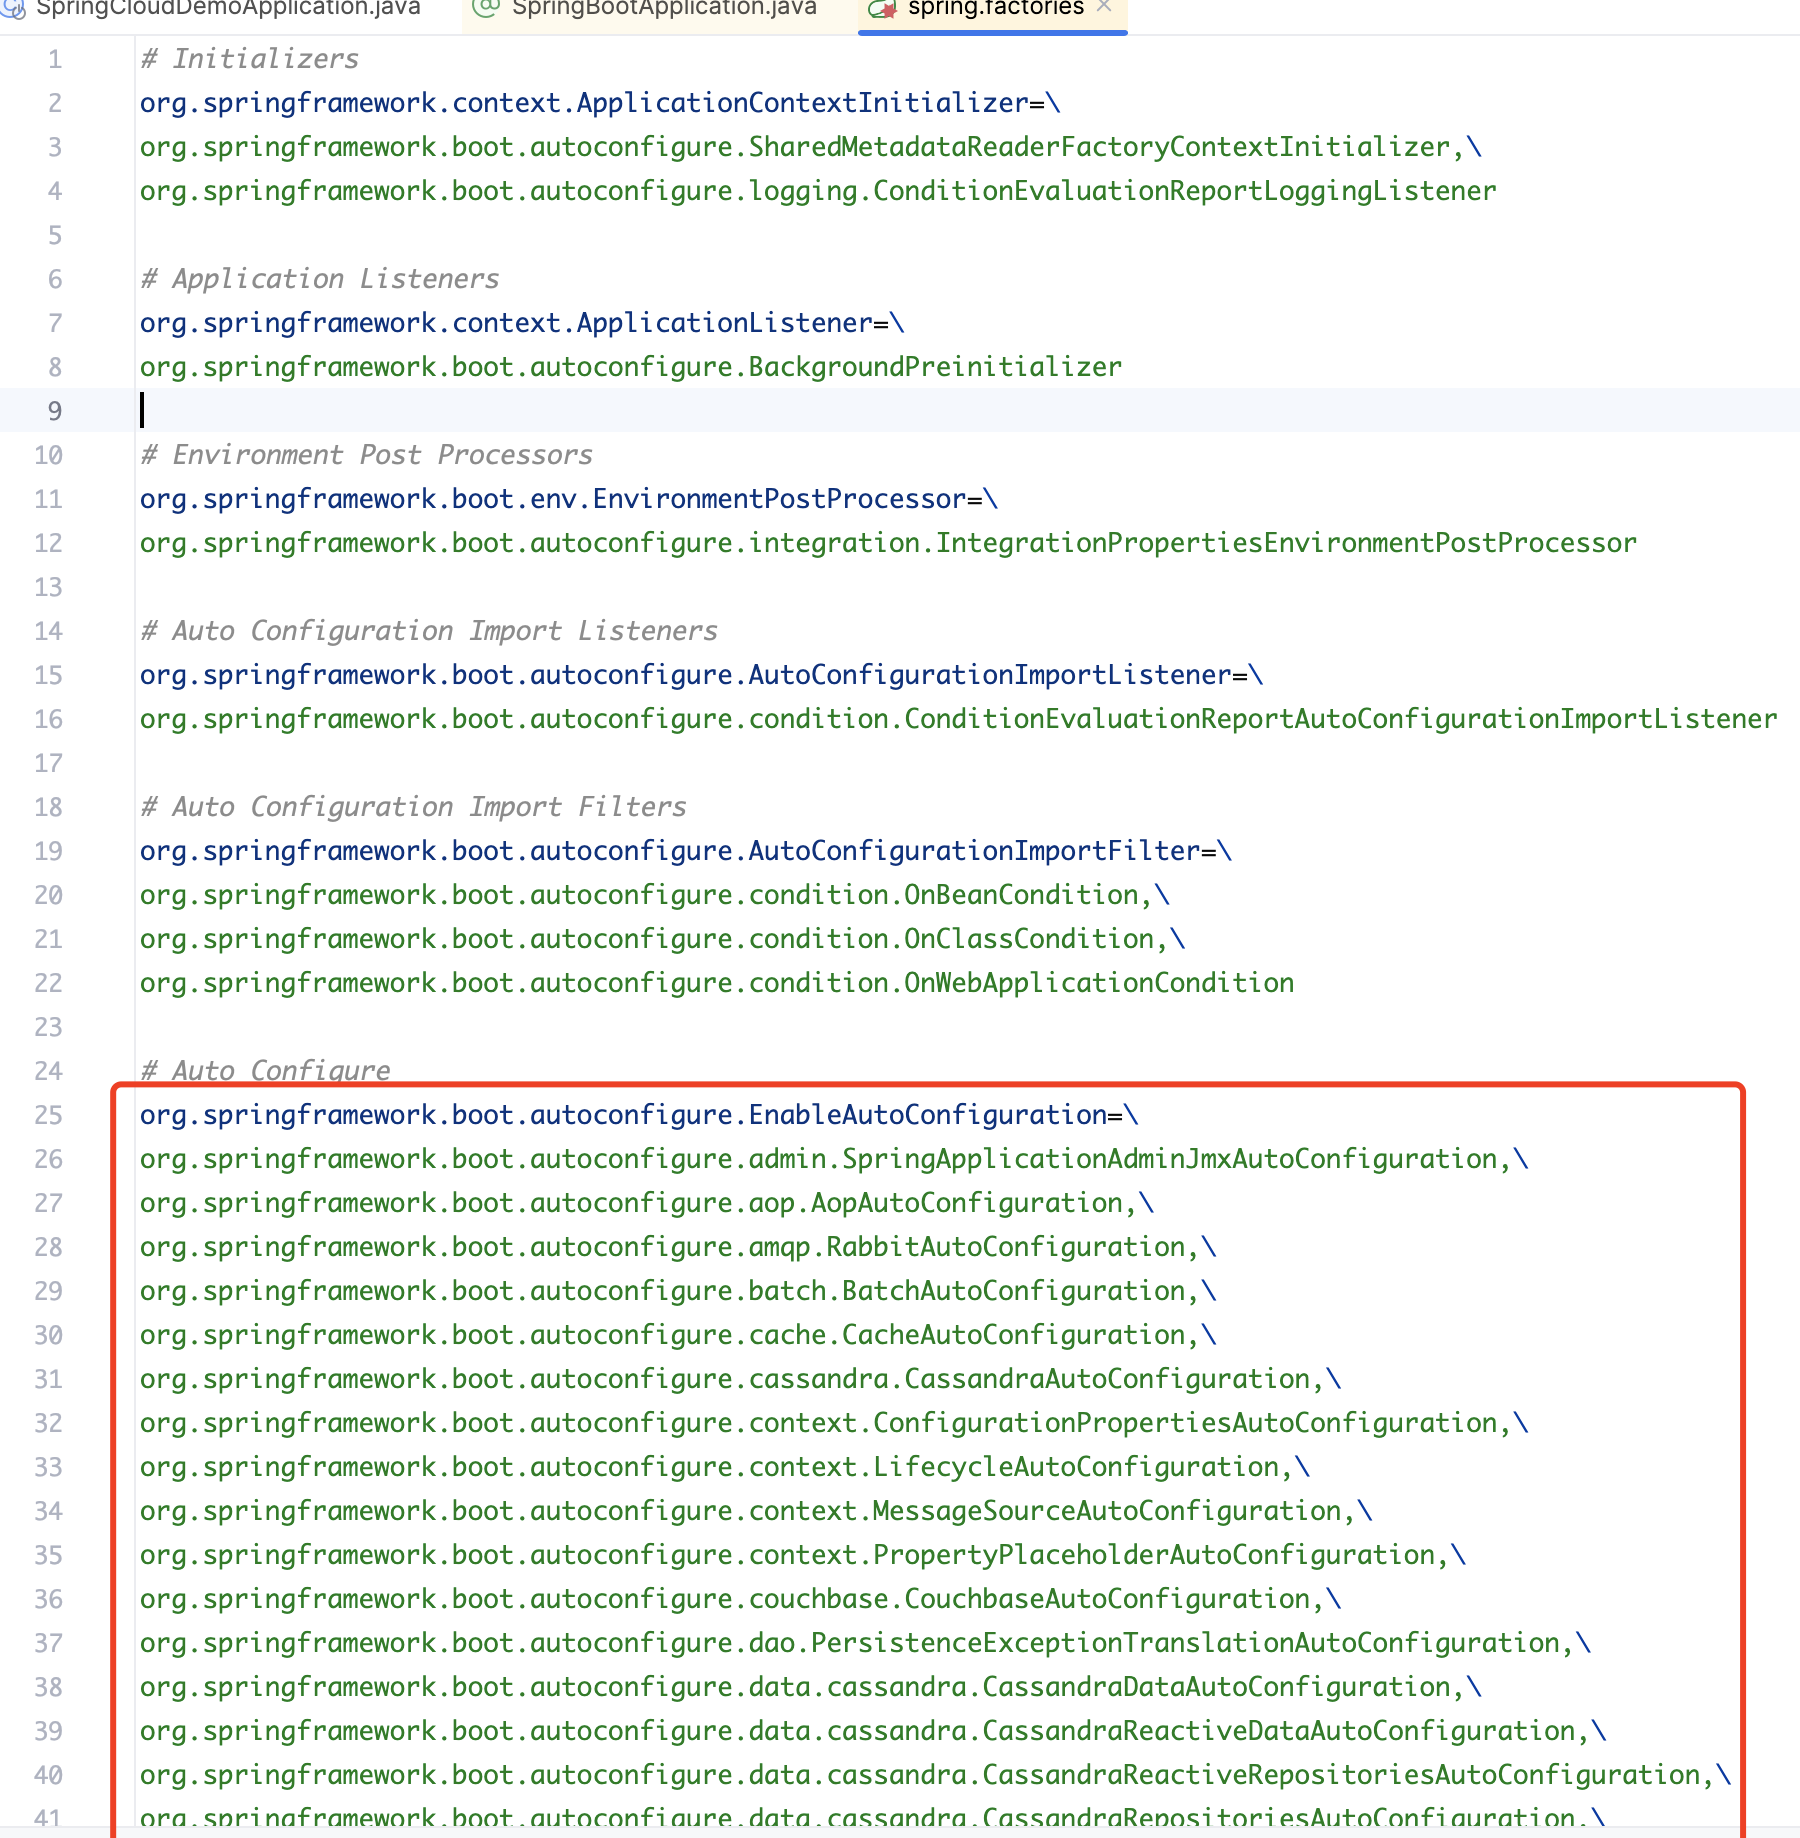 SpringCloudDemoApplication.java SpringBootApplication.java spring.factories
1 # Initializers
2 org.springframework.context.ApplicationContextInitializer=\
3 org.springframework.boot.autoconfigure.SharedMetadataReaderFactoryContextInitializer,\
4 org.springframework.boot.autoconfigure.logging.ConditionEvaluationReportLoggingListener
5
6 # Application Listeners
7 org.springframework.context.ApplicationListener=\
8 org.springframework.boot.autoconfigure.BackgroundPreinitializer
9
10 # Environment Post Processors
11 org.springframework.boot.env.EnvironmentPostProcessor=\
12 org.springframework.boot.autoconfigure.integration.IntegrationPropertiesEnvironmentPostProcessor
13
14 # Auto Configuration Import Listeners
15 org.springframework.boot.autoconfigure.AutoConfigurationImportListener=\
16 org.springframework.boot.autoconfigure.condition.ConditionEvaluationReportAutoConfigurationImportListener
17
18 # Auto Configuration Import Filters
19 org.springframework.boot.autoconfigure.AutoConfigurationImportFilter=\
20 org.springframework.boot.autoconfigure.condition.OnBeanCondition,\
21 org.springframework.boot.autoconfigure.condition.OnClassCondition,\
22 org.springframework.boot.autoconfigure.condition.OnWebApplicationCondition
23
24 # Auto Configure
25 org.springframework.boot.autoconfigure.EnableAutoConfiguration=\
26 org.springframework.boot.autoconfigure.admin.SpringApplicationAdminJmxAutoConfiguration,\
27 org.springframework.boot.autoconfigure.aop.AopAutoConfiguration,\
28 org.springframework.boot.autoconfigure.amqp.RabbitAutoConfiguration,\
29 org.springframework.boot.autoconfigure.batch.BatchAutoConfiguration,\
30 org.springframework.boot.autoconfigure.cache.CacheAutoConfiguration,\
31 org.springframework.boot.autoconfigure.cassandra.CassandraAutoConfiguration,\
32 org.springframework.boot.autoconfigure.context.ConfigurationPropertiesAutoConfiguration,\
33 org.springframework.boot.autoconfigure.context.LifecycleAutoConfiguration,\
34 org.springframework.boot.autoconfigure.context.MessageSourceAutoConfiguration,\
35 org.springframework.boot.autoconfigure.context.PropertyPlaceholderAutoConfiguration,\
36 org.springframework.boot.autoconfigure.couchbase.CouchbaseAutoConfiguration,\
37 org.springframework.boot.autoconfigure.dao.PersistenceExceptionTranslationAutoConfiguration,\
38 org.springframework.boot.autoconfigure.data.cassandra.CassandraDataAutoConfiguration,\
39 org.springframework.boot.autoconfigure.data.cassandra.CassandraReactiveDataAutoConfiguration,\
40 org.springframework.boot.autoconfigure.data.cassandra.CassandraReactiveRepositoriesAutoConfiguration,\
41 org.springframework.boot.autoconfigure.data.cassandra.CassandraRepositoriesAutoConfiguration,\